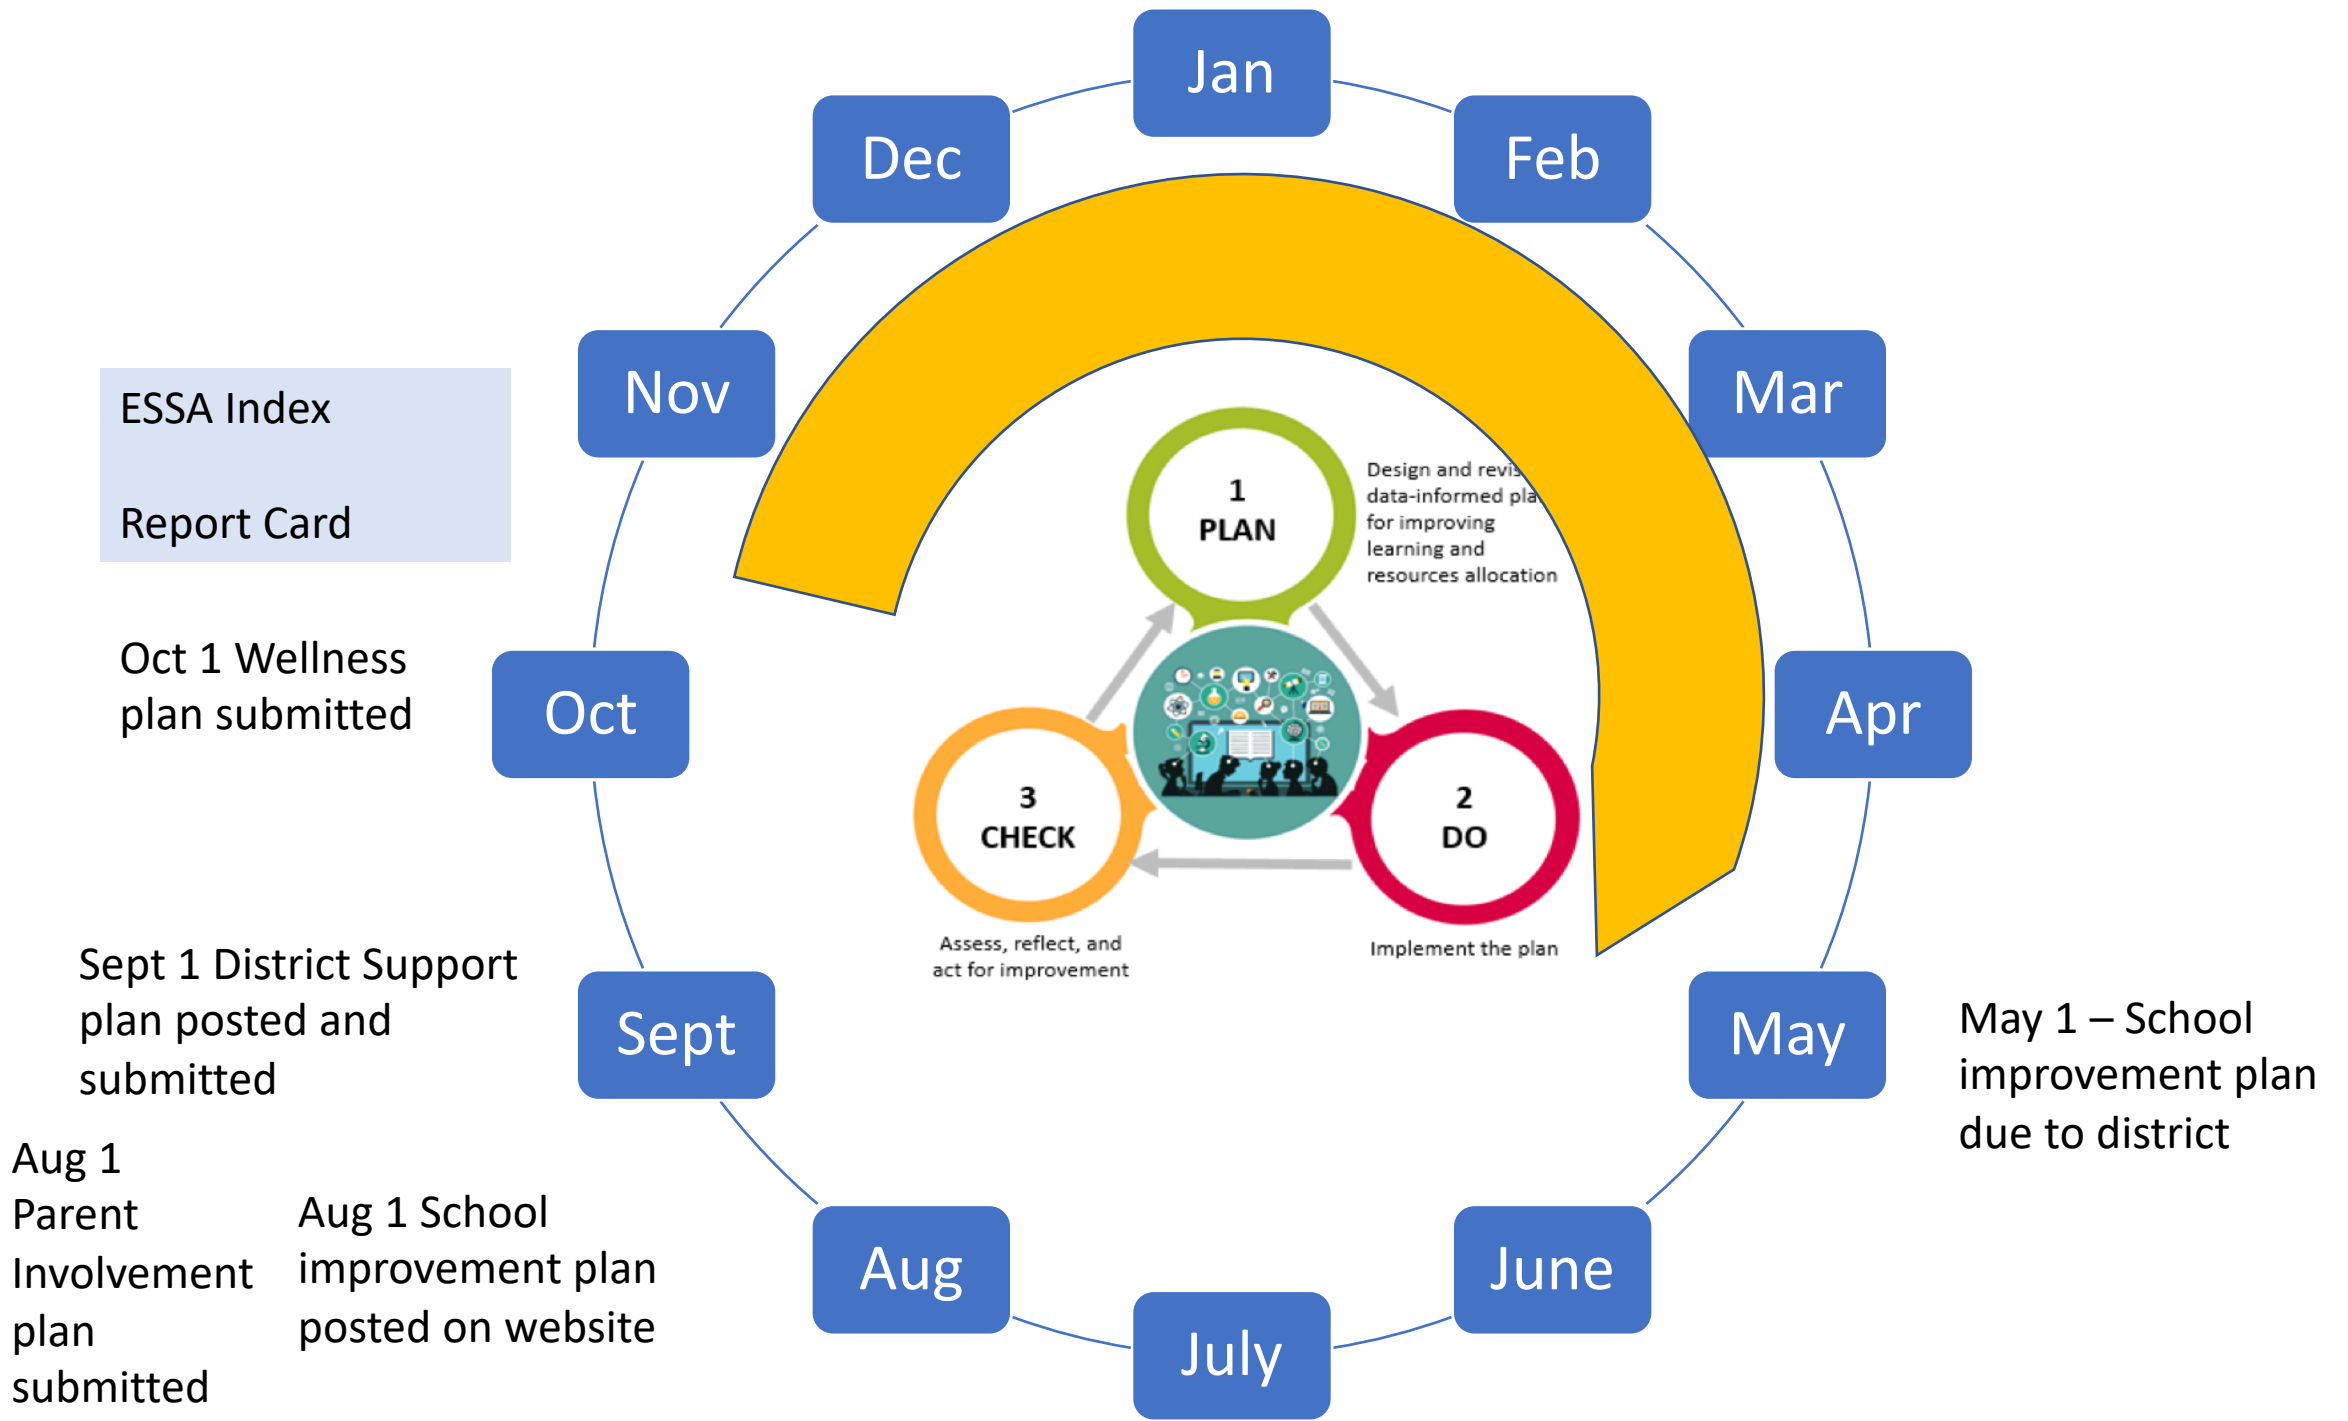 Jan
Feb
Mar
Apr
May
June
July
Aug
Sept
Oct
Nov
Dec
ESSA Index
Report Card
Oct 1 Wellness
plan submitted
Sept 1 District Support
plan posted and
submitted
Aug 1
Parent
Involvement
plan
submitted
Aug 1 School
improvement plan
posted on website
May 1 – School
improvement plan
due to district
1
PLAN
Design and
data-informed
for improving
learning and
resources allocation
2
DO
Implement the plan
3
CHECK
Assess, reflect, and
act for improvement